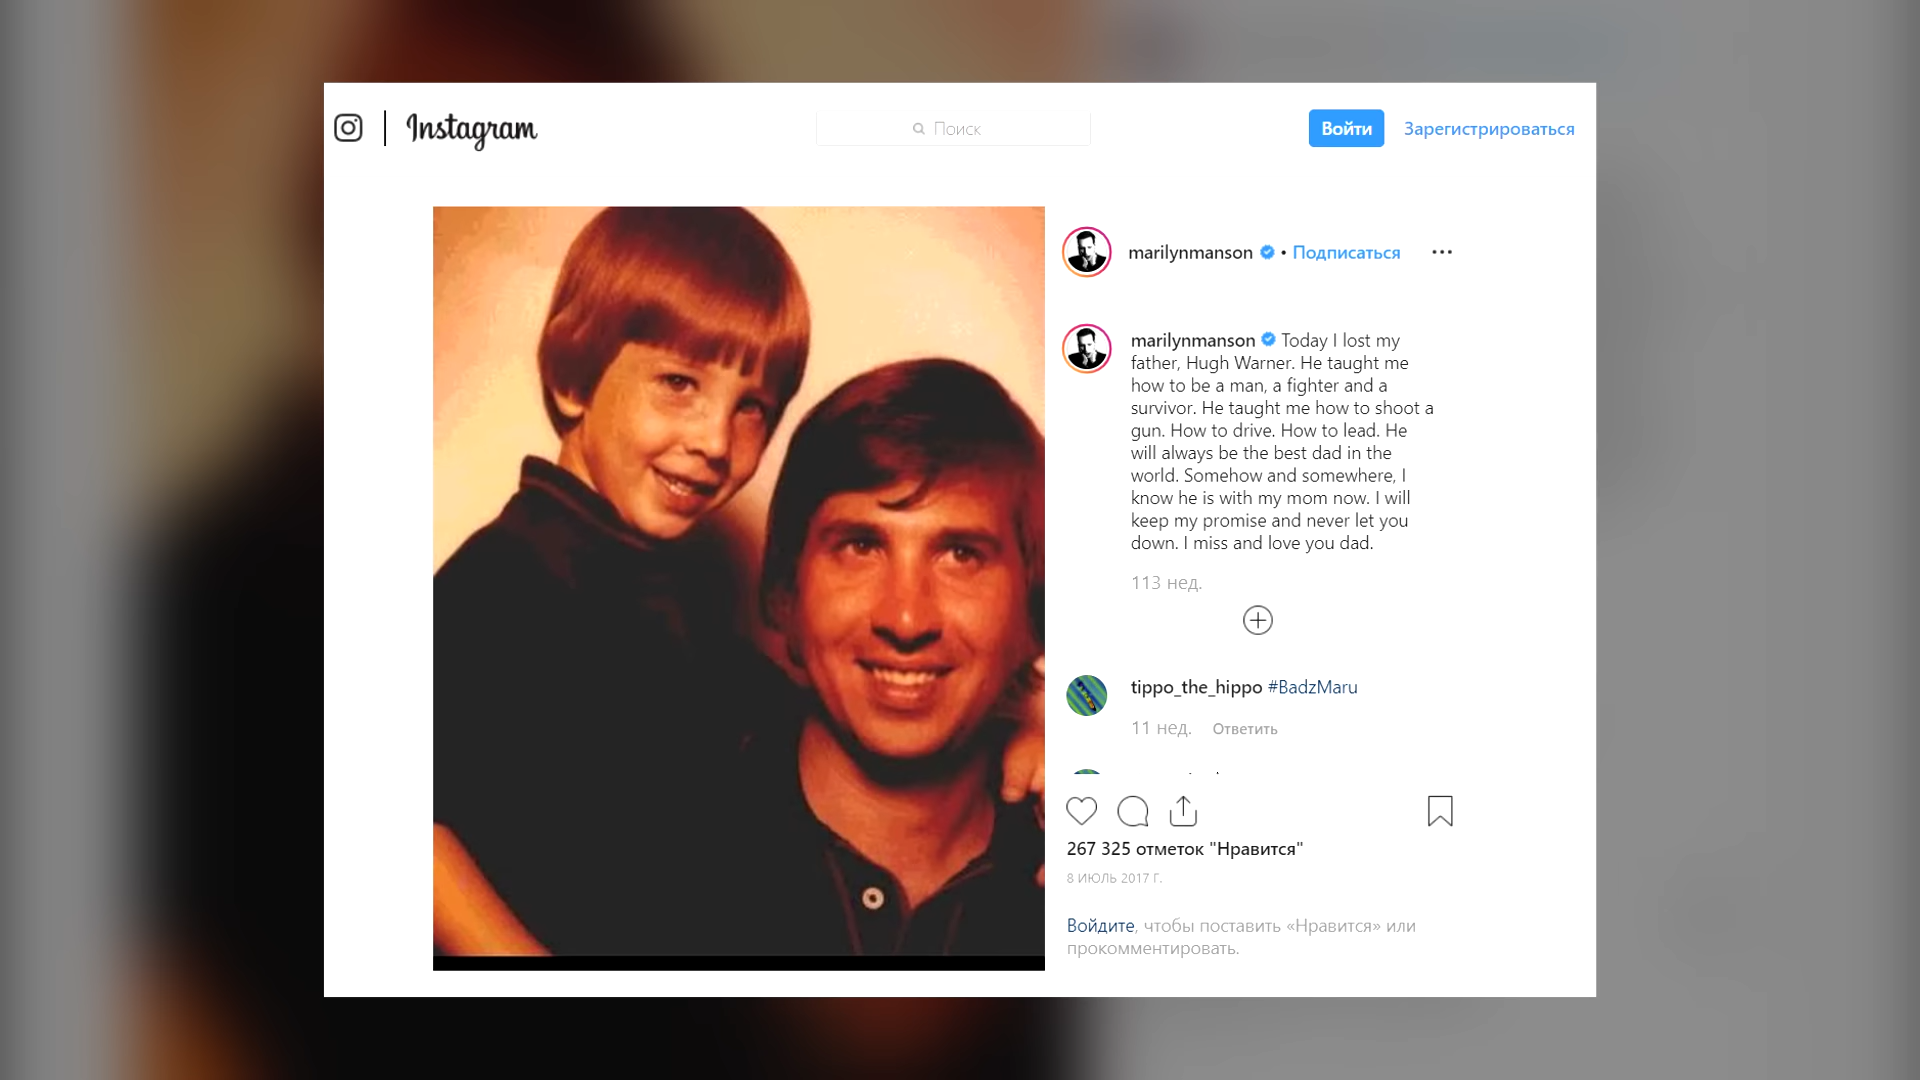 Instagram
Поиск
Войти
Зарегистрироваться
marilynmanson • Подписаться
marilynmanson Today I lost my
father, Hugh Warner. He taught me
how to be a man, a fighter and a
survivor. He taught me how to shoot a
gun. How to drive. How to lead. He
will always be the best dad in the
world. Somehow and somewhere, I
know he is with my mom now. I will
keep my promise and never let you
down. I miss and love you dad.
113 нед.
tippo_the_hippo #BadzMaru
11 нед. Ответить
267 325 отметок "Нравится"
8 ИЮЛЬ 2017 Г.
Войдите, чтобы поставить «Нравится» или
прокомментировать.